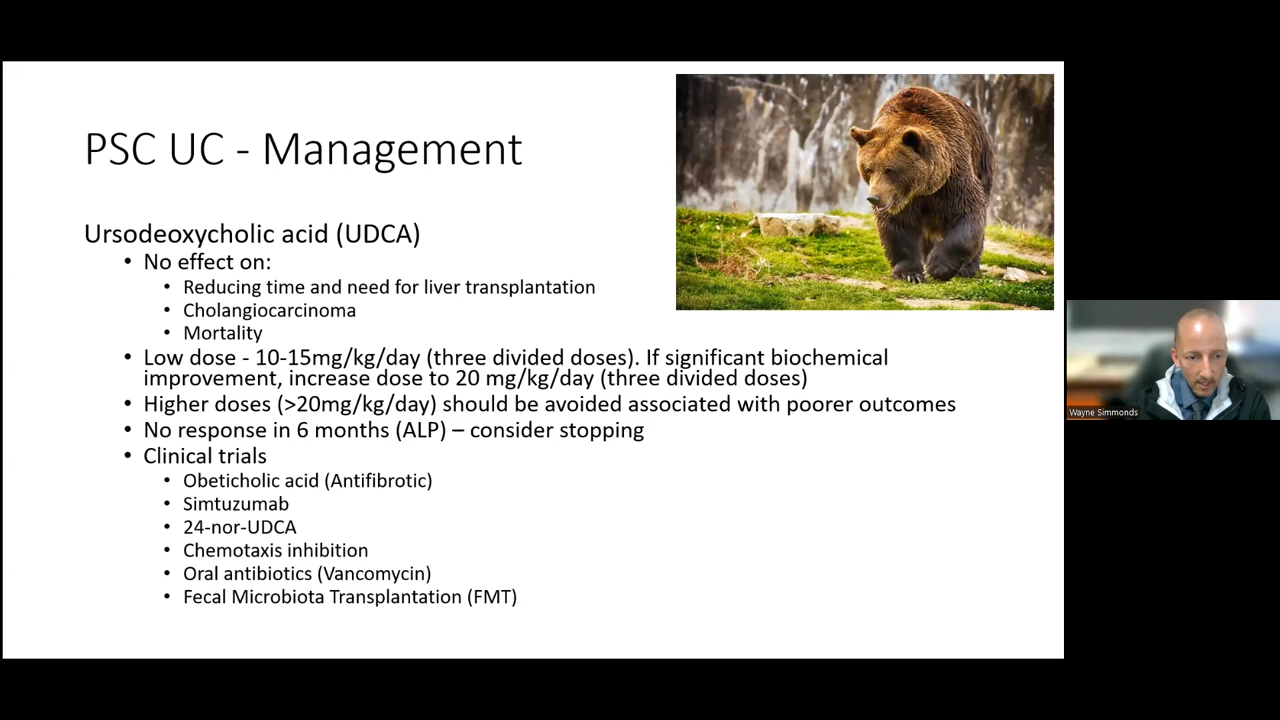 PSC UC - Management
Ursodeoxycholic acid (UDCA)
• No effect on:
• Reducing time and need for liver transplantation
• Cholangiocarcinoma
• Mortality
• Low dose - 10-15mg/kg/day (three divided doses). If significant biochemical
improvement, increase dose to 20 mg/kg/day (three divided doses)
• Higher doses (>20mg/kg/day) should be avoided associated with poorer outcomes
• No response in 6 months (ALP) – consider stopping
• Clinical trials
• Obeticholic acid (Antifibrotic)
• Simtuzumab
• 24-nor-UDCA
• Chemotaxis inhibition
• Oral antibiotics (Vancomycin)
• Fecal Microbiota Transplantation (FMT)
Wayne Simmonds